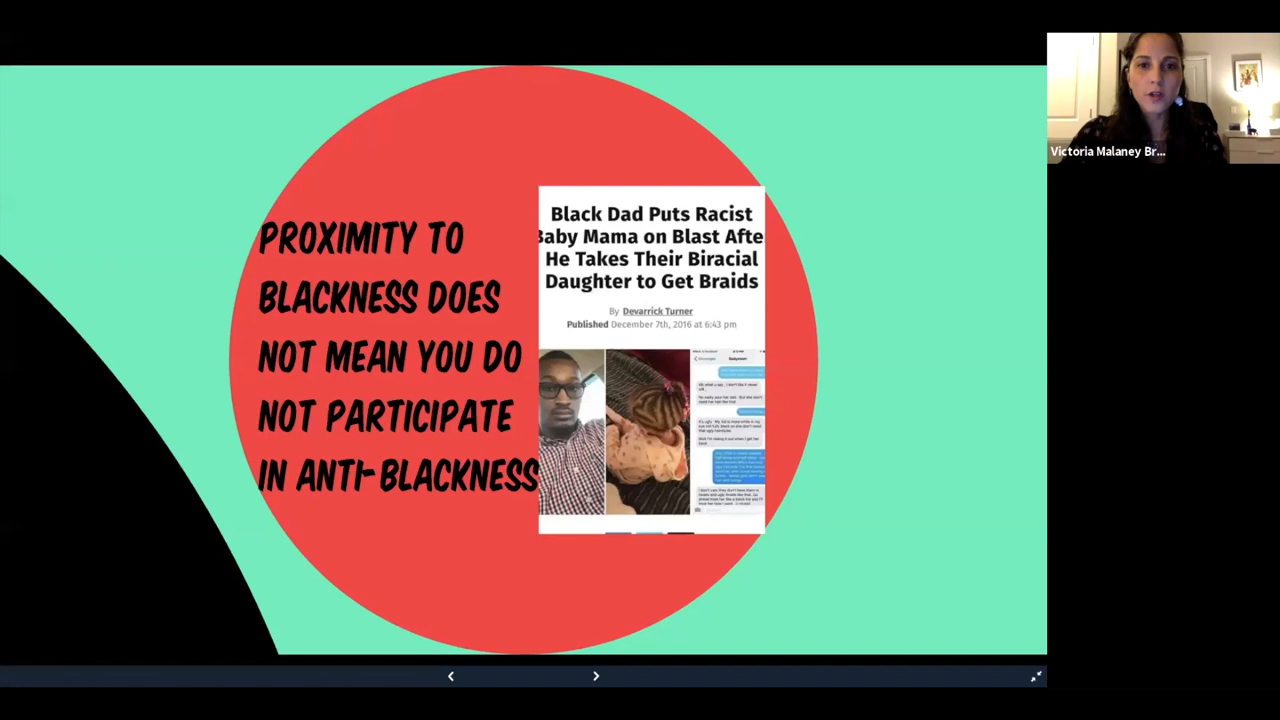 PROXIMITY TO
BLACKNESS DOES
NOT MEAN YOU DO
NOT PARTICIPATE
IN ANTI-BLACKNESS
Black Dad Puts Racist
Baby Mama on Blast Afte
He Takes Their Biracial
Daughter to Get Braids
By Devarrick Turner
Published December 7th, 2016 at 6:43 pm
Victoria Malaney Br...